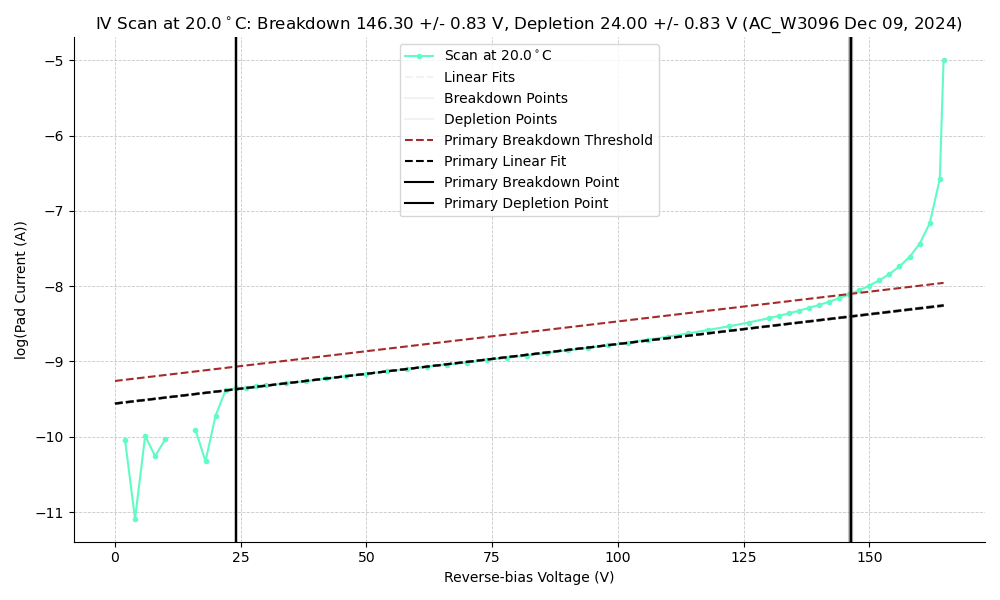 IV Scan at 20.0°C: Breakdown 146.30 +/- 0.83 V, Depletion 24.00 +/- 0.83 V (AC_W3096 Dec 09, 2024)
Scan at 20.0°C
Linear Fits
Breakdown Points
Depletion Points
Primary Breakdown Threshold
Primary Linear Fit
Primary Breakdown Point
Primary Depletion Point
log(Pad Current (A))
−5
−6
−7
−8
−9
−10
−11
0 25 50 75 100 125 150
Reverse-bias Voltage (V)